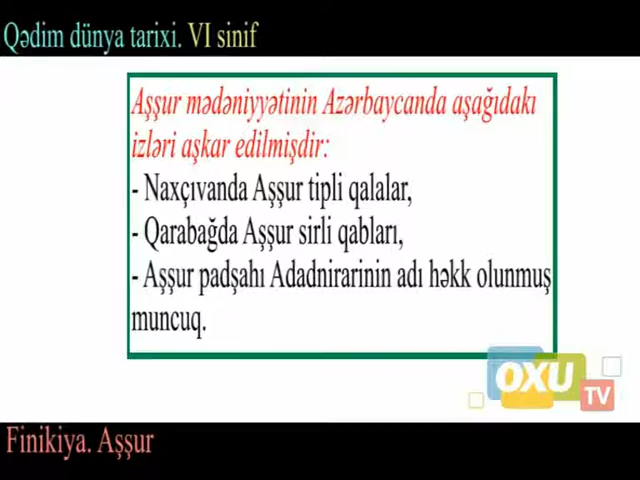 Qədim dünya tarixi. VI sinif
Aşşur mədəniyyətinin Azərbaycanda aşağıdakı
izləri aşkar edilmişdir:
- Naxçıvanda Aşşur tipli qalalar,
- Qarabağda Aşşur sirli qabları,
- Aşşur padşahı Adadnirarinin adı həkk olunmuş
muncuq.
OXU
TV
Finikiya. Aşşur